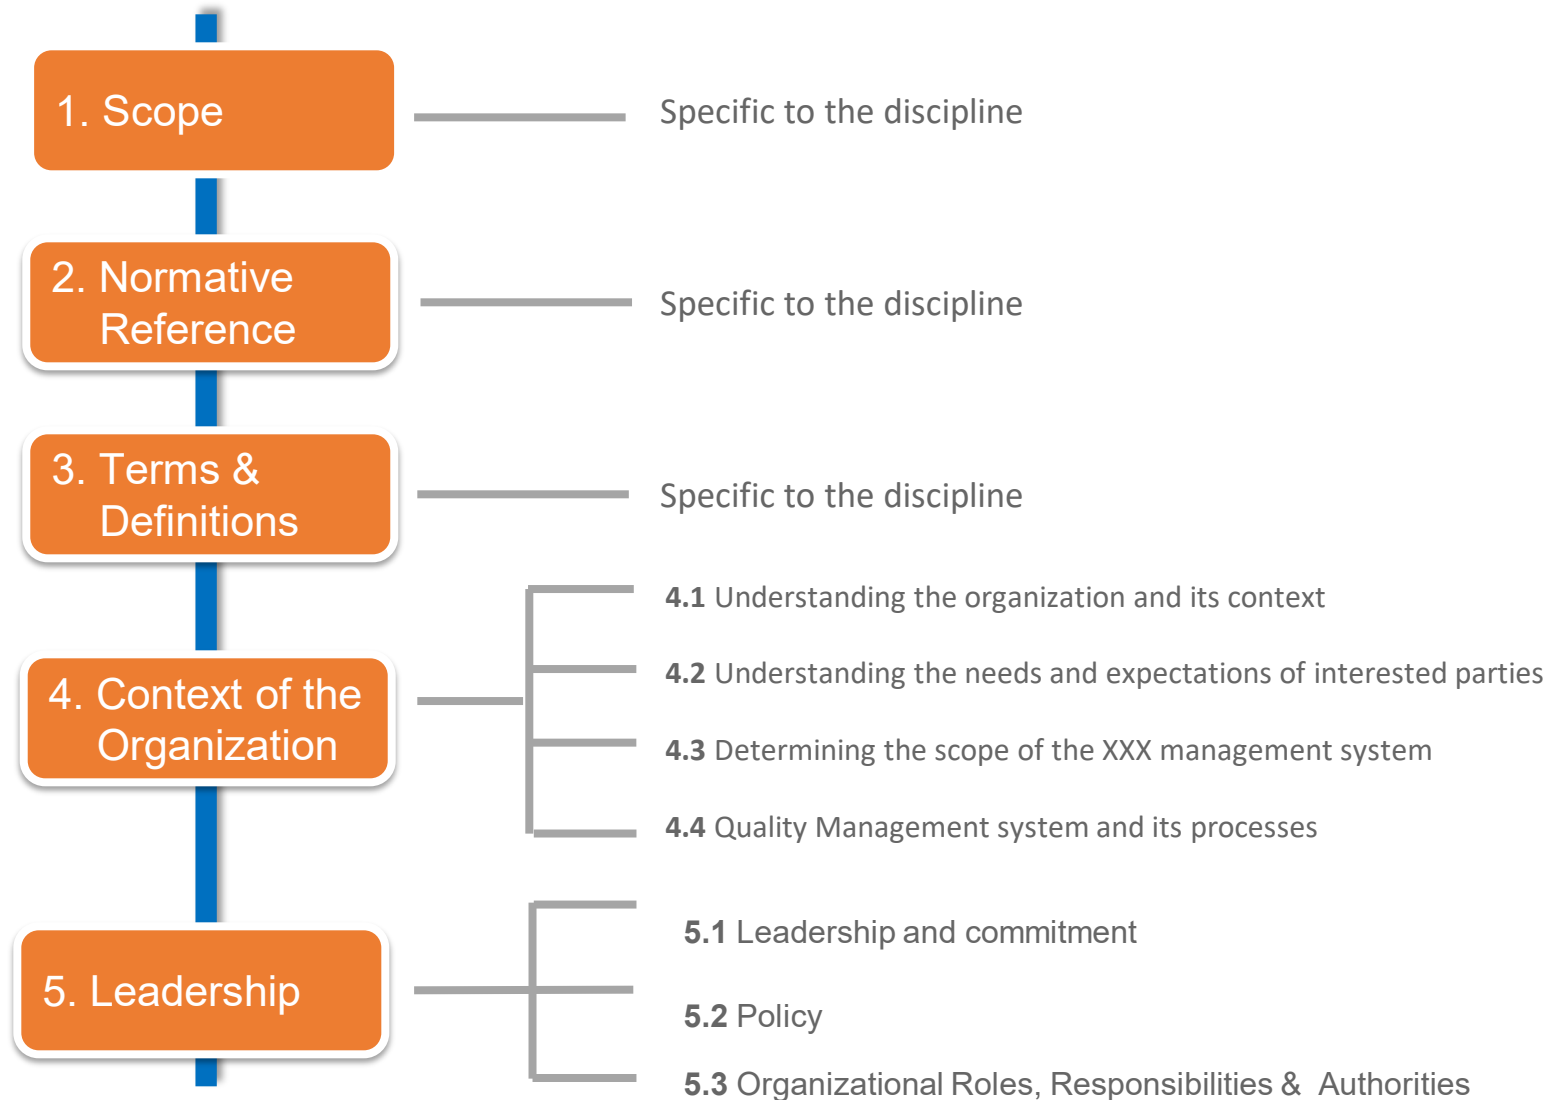 1. Scope
Specific to the discipline
2. Normative
Reference
Specific to the discipline
3. Terms &
Definitions
Specific to the discipline
4. Context of the
Organization
4.1 Understanding the organization and its context
4.2 Understanding the needs and expectations of interested parties
4.3 Determining the scope of the XXX management system
4.4 Quality Management system and its processes
5. Leadership
5.1 Leadership and commitment
5.2 Policy
5.3 Organizational Roles, Responsibilities & Authorities